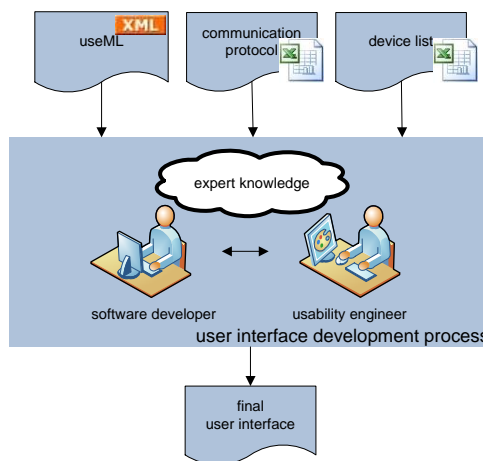 XML
useML
communication
protocol
device list
expert knowledge
software developer
usability engineer
user interface development process
final
user interface